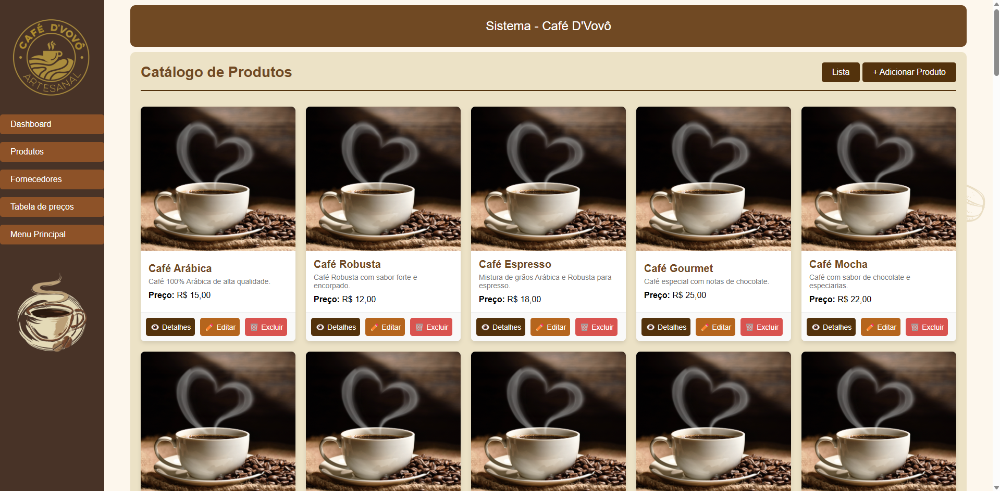 CAFÉ D'VOVÔ
ARTESANAL
Dashboard
Produtos
Fornecedores
Tabela de preços
Menu Principal
Sistema - Café D'Vovô
Catálogo de Produtos
Lista
+ Adicionar Produto
Café Arábica
Café 100% Arábica de alta qualidade.
Preço: R$ 15,00
Detalhes
Editar
Excluir
Café Robusta
Café Robusta com sabor forte e
encorpado.
Preço: R$ 12,00
Detalhes
Editar
Excluir
Café Espresso
Mistura de grãos Arábica e Robusta para
espresso.
Preço: R$ 18,00
Detalhes
Editar
Excluir
Café Gourmet
Café especial com notas de chocolate.
Preço: R$ 25,00
Detalhes
Editar
Excluir
Café Mocha
Café com sabor de chocolate e
especiarias.
Preço: R$ 22,00
Detalhes
Editar
Excluir